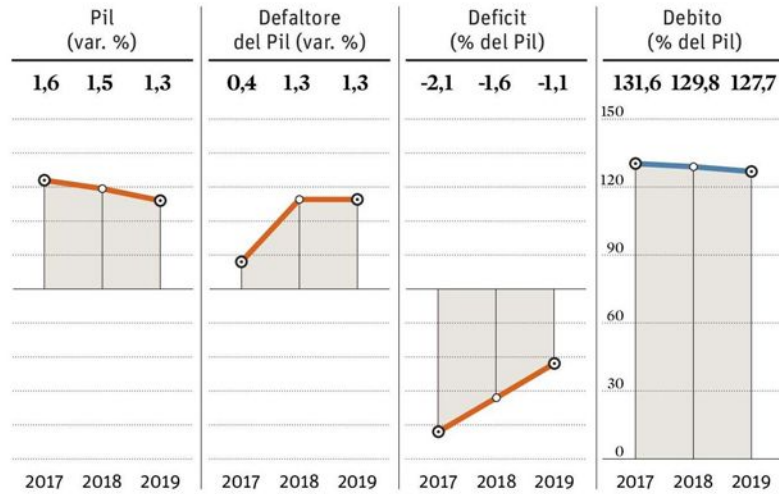 Pil
(var. %)
1,6 1,5 1,3
2017 2018 2019
Defaltore
del Pil (var. %)
0,4 1,3 1,3
2017 2018 2019
Deficit
(% del Pil)
-2,1 -1,6 -1,1
2017 2018 2019
Debito
(% del Pil)
131,6 129,8 127,7
150
120
90
60
30
0
2017 2018 2019